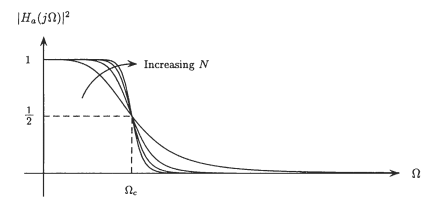 |H_a(jΩ)|²
1
Increasing N
1/2
Ω
Ω_c